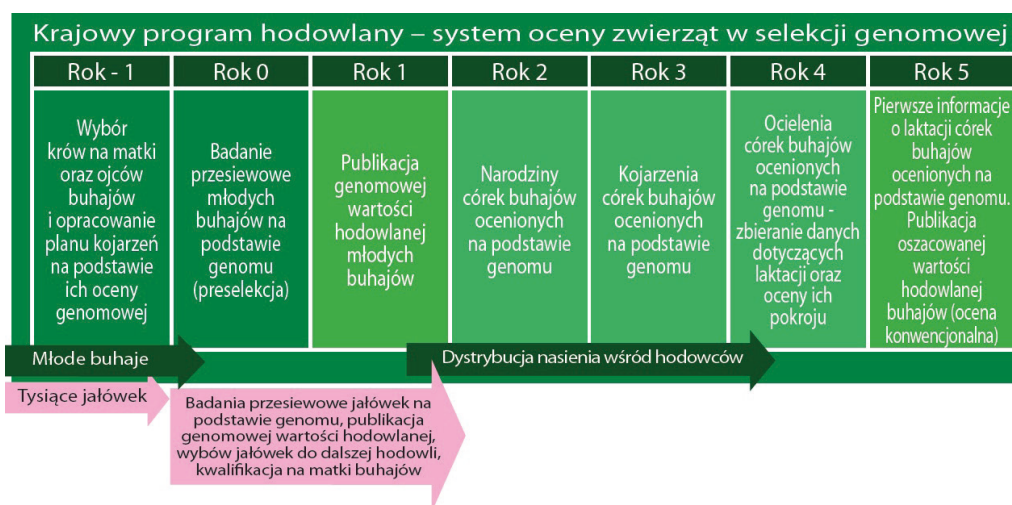 Krajowy program hodowlany – system oceny zwierząt w selekcji genomowej
Rok - 1
Wybór
krów na matki
oraz ojców
buhajów
i opracowanie
planu kojarzeń
na podstawie
ich oceny
genomowej
Rok 0
Badanie
przesiewowe
młodych
buhajów na
podstawie
genomu
(preselekcja)
Rok 1
Publikacja
genomowej
wartości
hodowlanej
młodych
buhajów
Rok 2
Narodziny
córek buhajów
ocenionych
na podstawie
genomu
Rok 3
Kojarzenia
córek buhajów
ocenionych
na podstawie
genomu
Rok 4
Ocielenia
córek buhajów
ocenionych
na podstawie
genomu -
zbieranie danych
dotyczących
laktacji oraz
oceny ich
pokroju
Rok 5
Pierwsze informacje
o laktacji córek
buhajów
ocenionych na
podstawie genomu.
Publikacja
oszacowanej
wartości
hodowlanej
buhajów (ocena
konwencjonalna)
Młode buhaje
Dystrybucja nasienia wśród hodowców
Tysiące jałówek
Badania przesiewowe jałówek na
podstawie genomu, publikacja
genomowej wartości hodowlanej,
wybów jałówek do dalszej hodowli,
kwalifikacja na matki buhajów